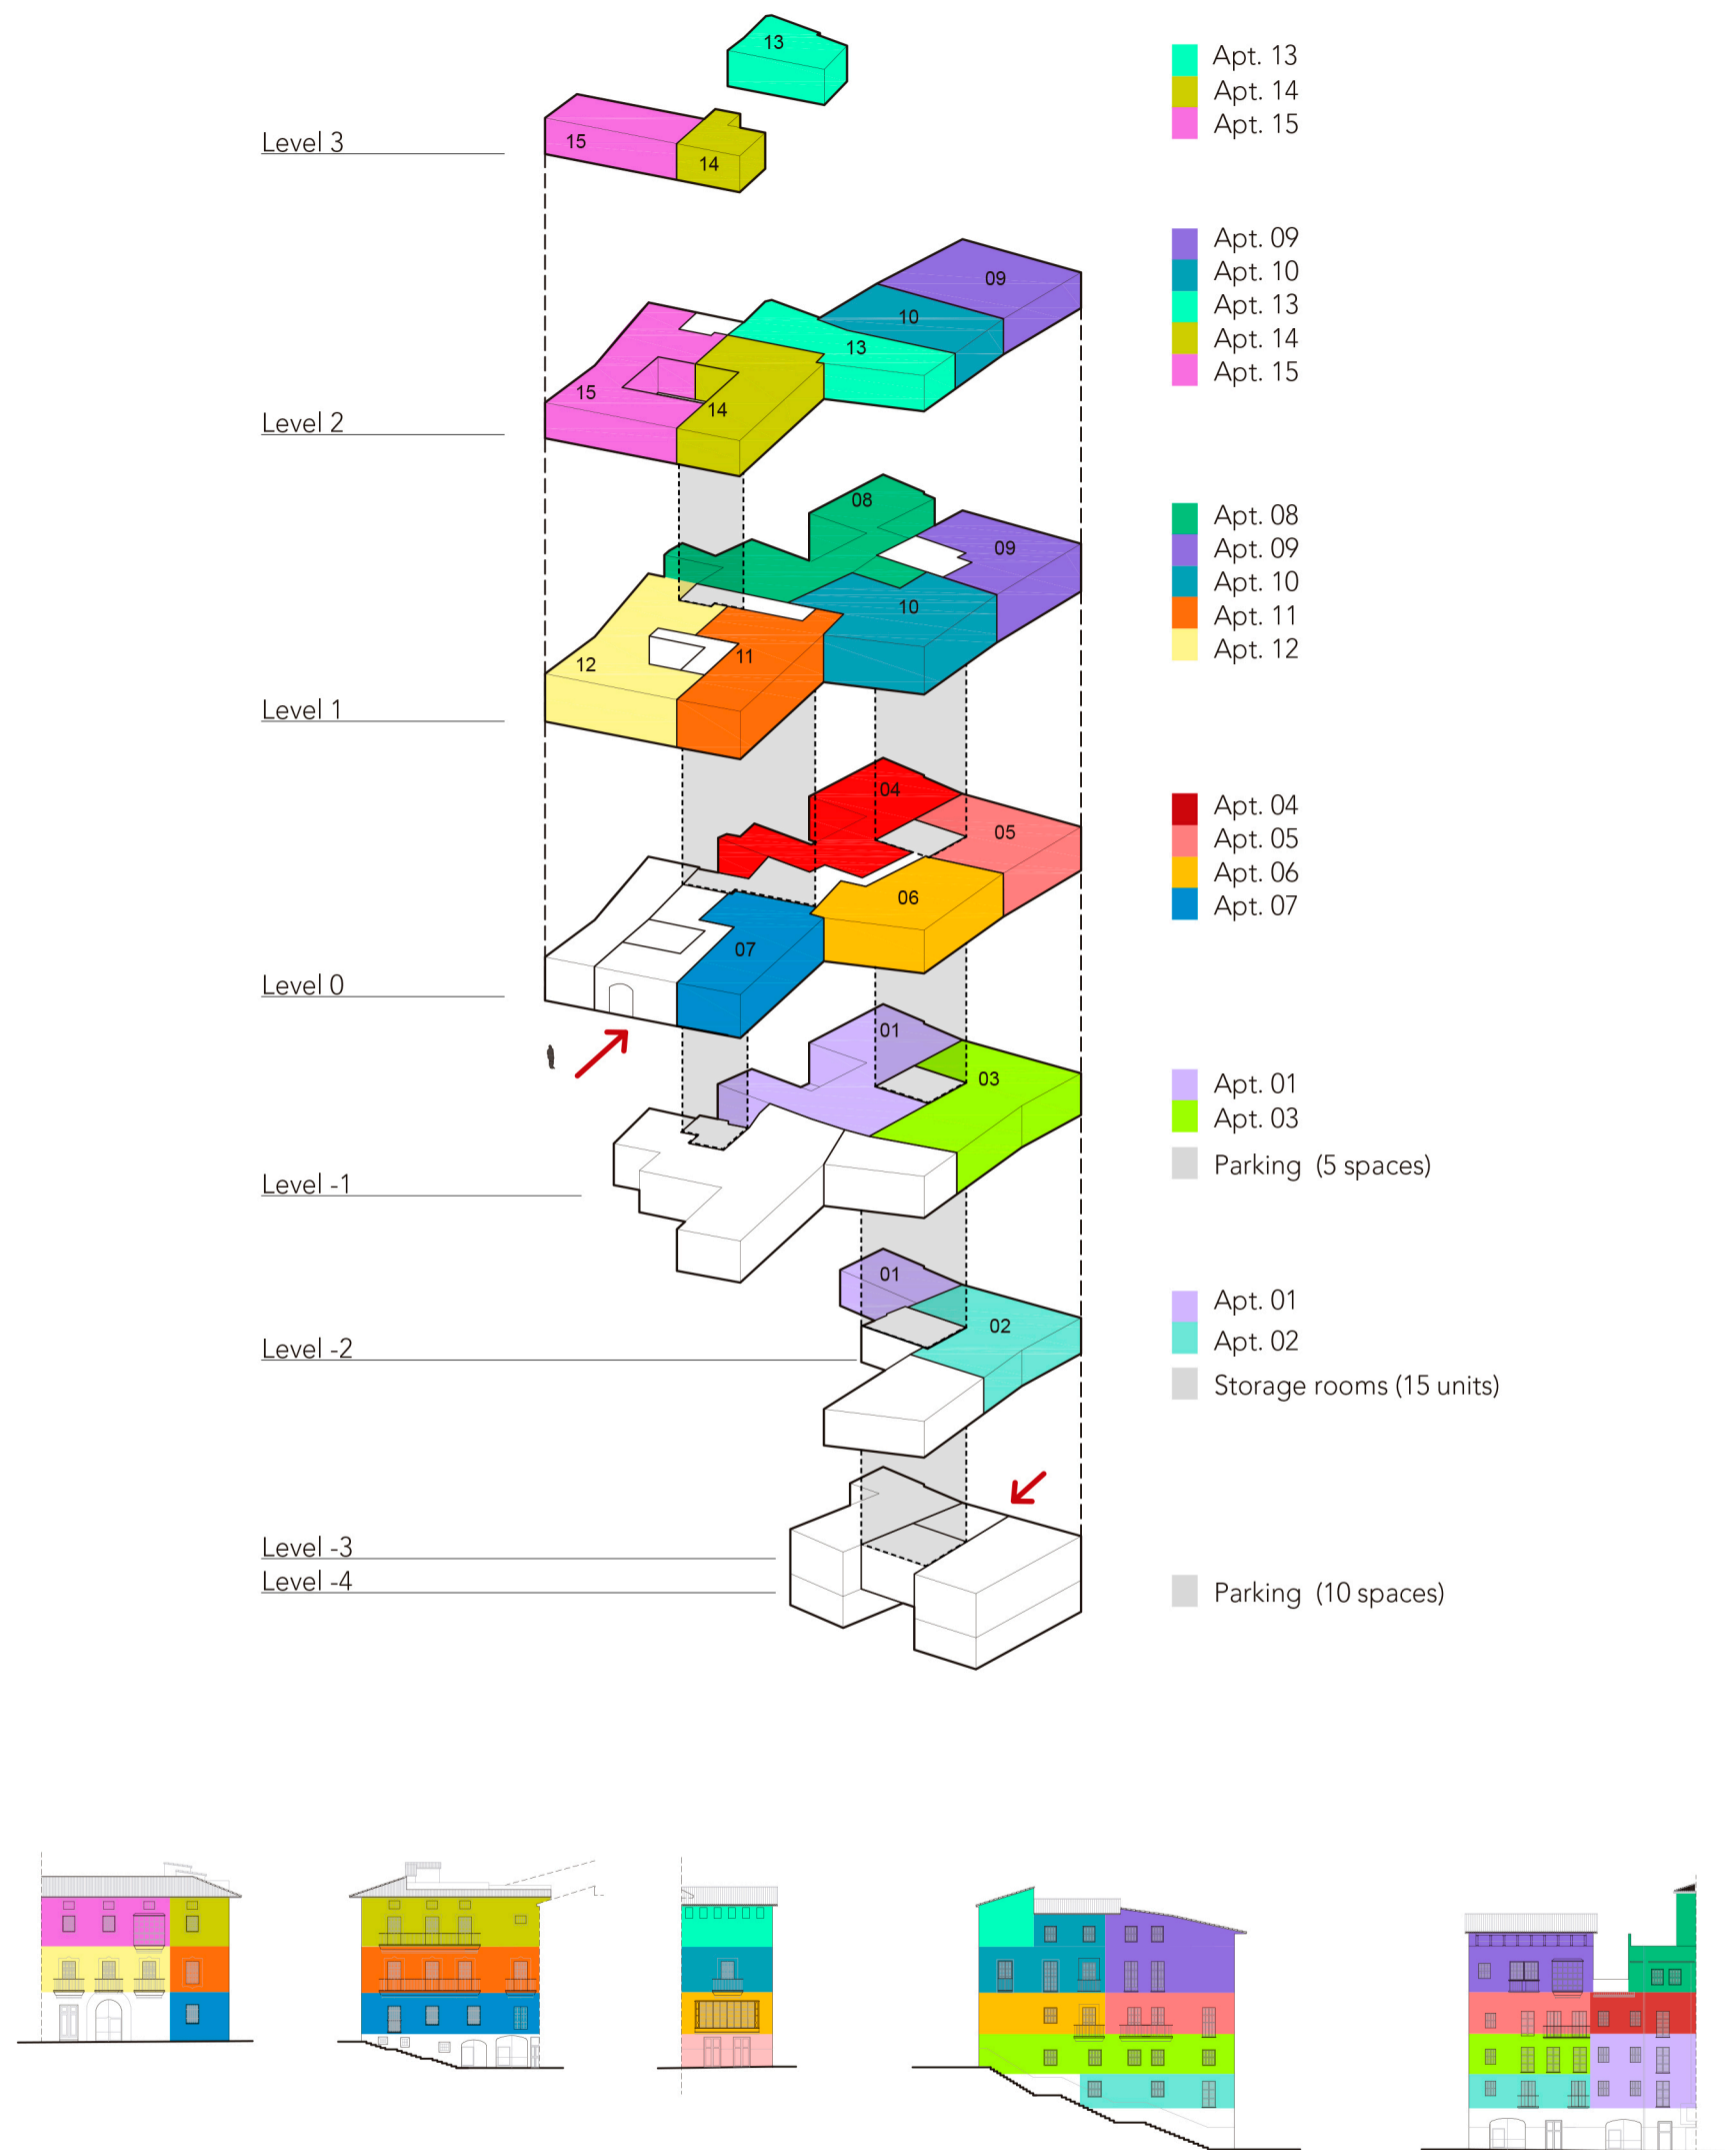 13
Apt. 13
Apt. 14
Apt. 15
Level 3
15
14
Apt. 09
Apt. 10
Apt. 13
Apt. 14
Apt. 15
09
10
13
15
14
Level 2
Apt. 08
Apt. 09
Apt. 10
Apt. 11
Apt. 12
08
09
10
11
12
Level 1
Apt. 04
Apt. 05
Apt. 06
Apt. 07
04
05
06
07
Level 0
01
03
Apt. 01
Apt. 03
Parking (5 spaces)
Level -1
01
02
Apt. 01
Apt. 02
Storage rooms (15 units)
Level -2
Level -3
Level -4
Parking (10 spaces)